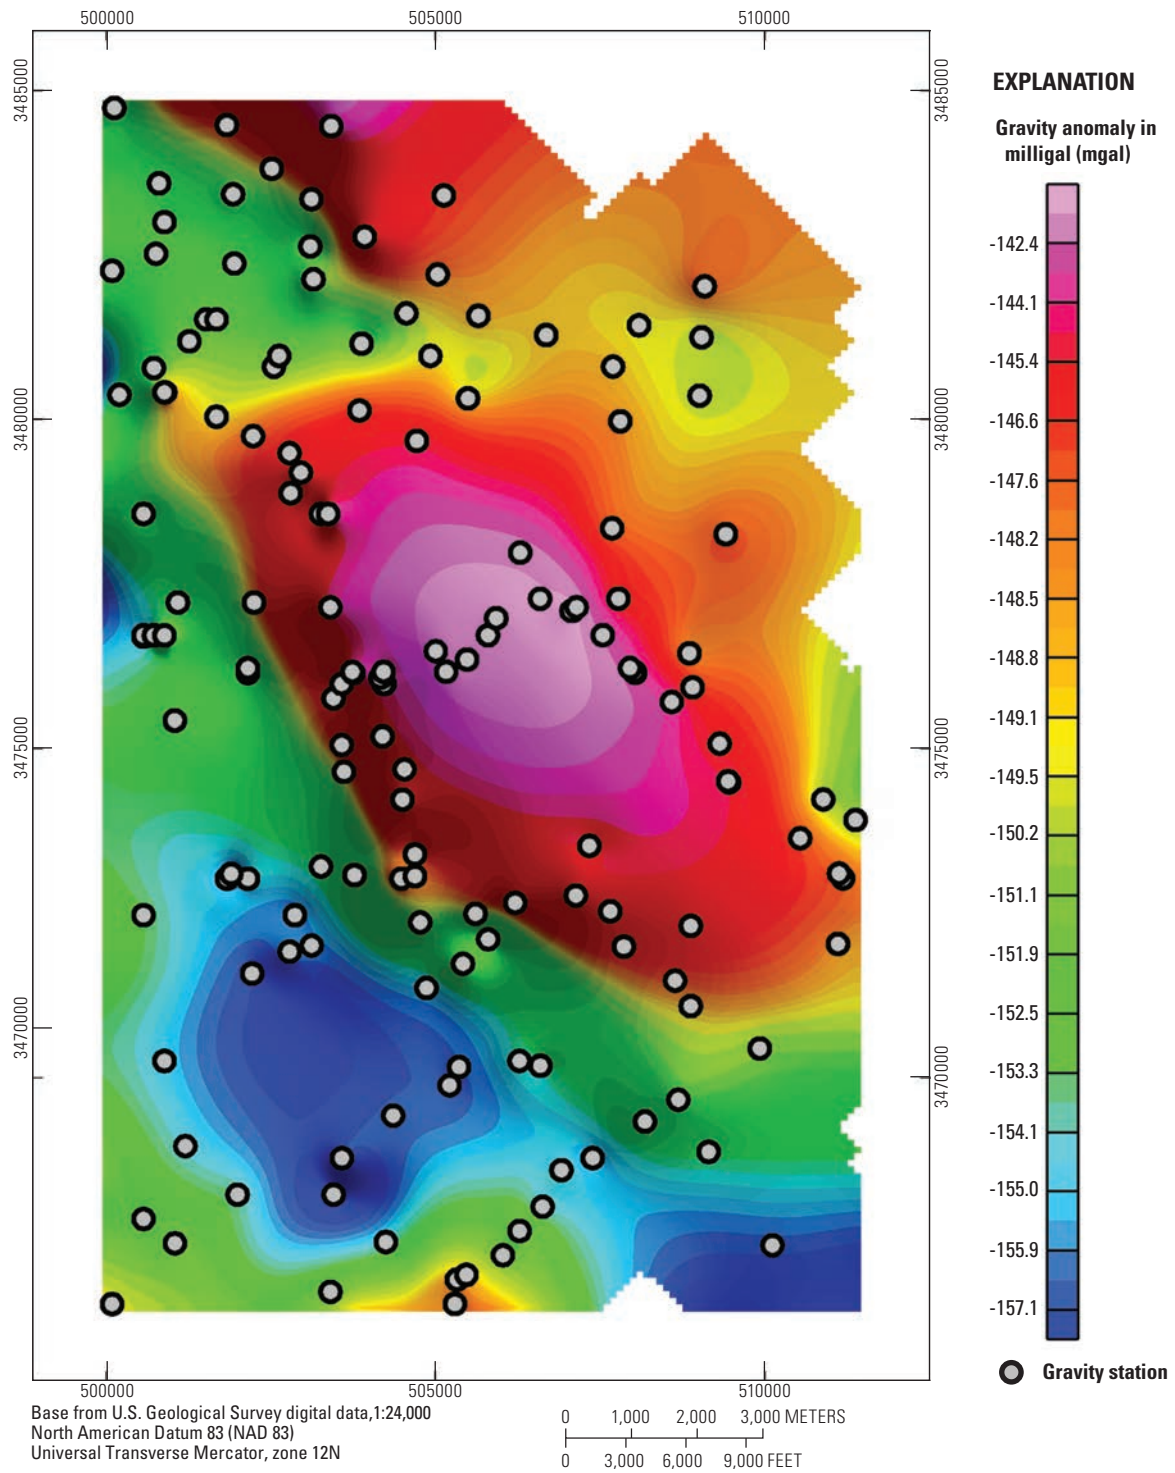 500000 505000 510000
3485000
3485000
3480000
3480000
3475000
3475000
3470000
3470000
500000 505000 510000
EXPLANATION
Gravity anomaly in
milligal (mgal)
-142.4
-144.1
-145.4
-146.6
-147.6
-148.2
-148.5
-148.8
-149.1
-149.5
-150.2
-151.1
-151.9
-152.5
-153.3
-154.1
-155.0
-155.9
-157.1
Gravity station
Base from U.S. Geological Survey digital data,1:24,000
North American Datum 83 (NAD 83)
Universal Transverse Mercator, zone 12N
0 1,000 2,000 3,000 METERS
0 3,000 6,000 9,000 FEET